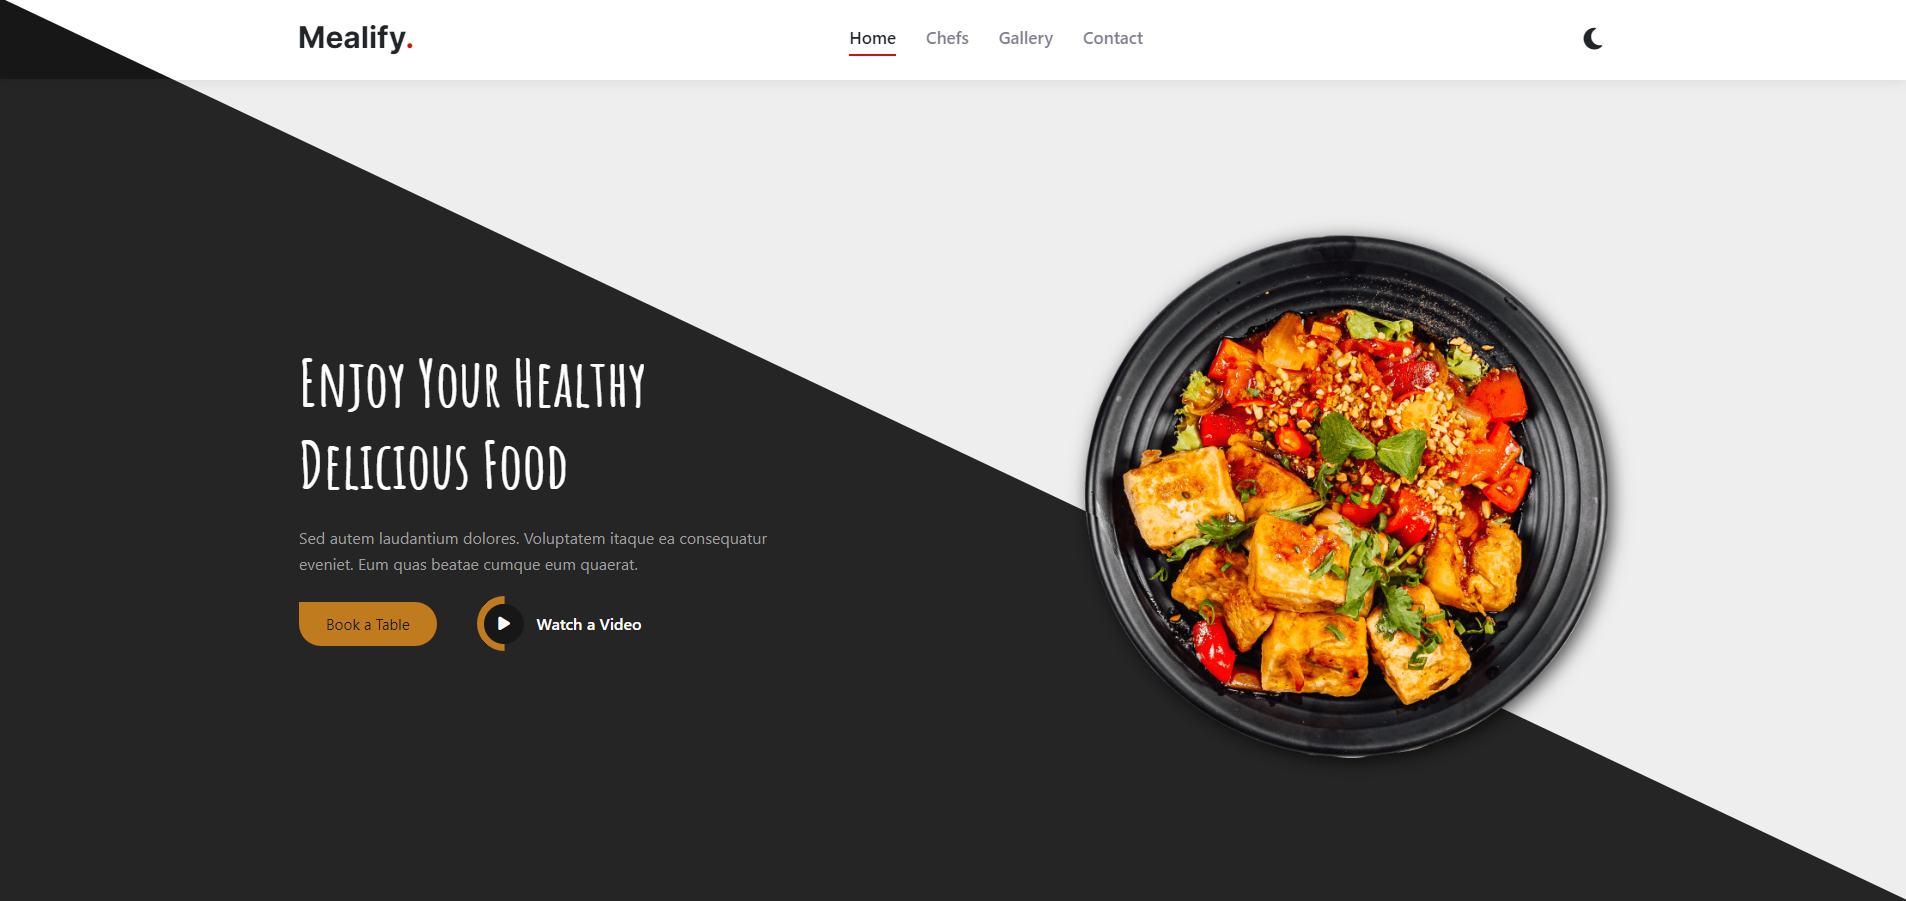 Mealify.
Home Chefs Gallery Contact
Enjoy Your Healthy
Delicious Food
Sed autem laudantium dolores. Voluptatem itaque ea consequatur
eveniet. Eum quas beatae cumque eum quaerat.
Book a Table
Watch a Video